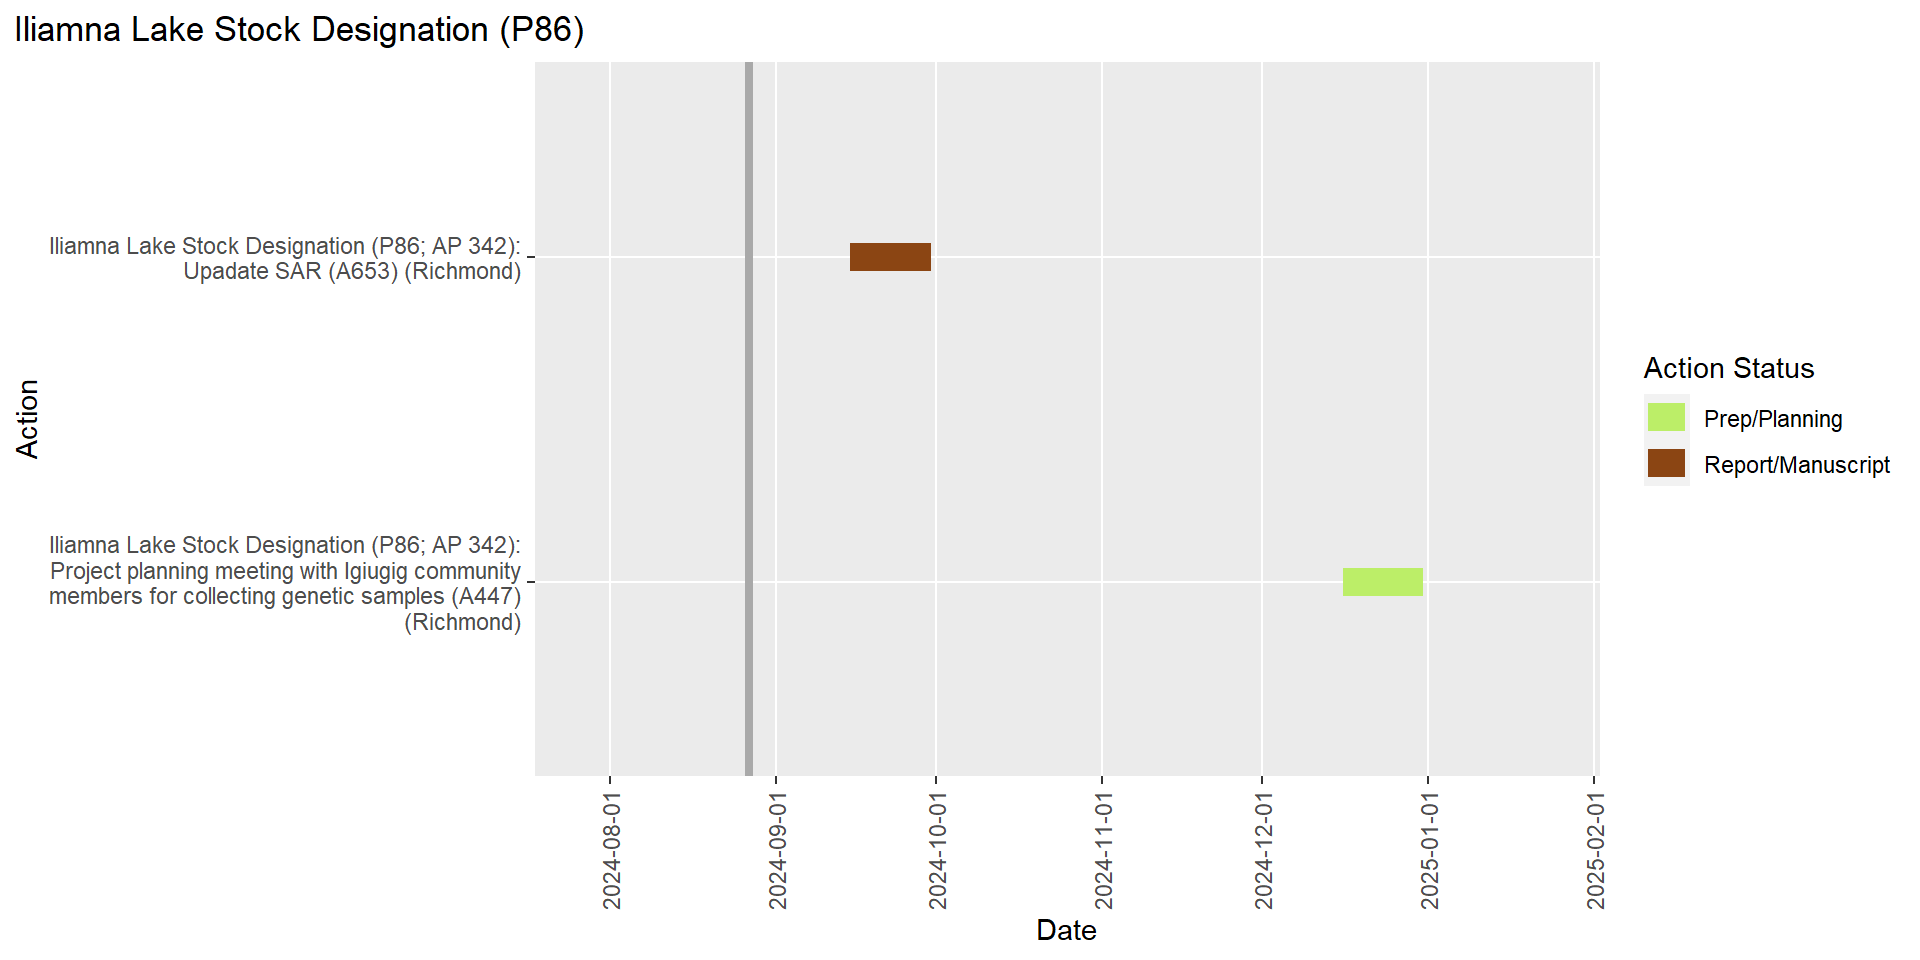 Iliamna Lake Stock Designation (P86)
Iliamna Lake Stock Designation (P86; AP 342):
Upadate SAR (A653) (Richmond)
Iliamna Lake Stock Designation (P86; AP 342):
Project planning meeting with Igiugig community
members for collecting genetic samples (A447)
(Richmond)
Action
2024-08-01
2024-09-01
2024-10-01
2024-11-01
2024-12-01
2025-01-01
2025-02-01
Date
Action Status
Prep/Planning
Report/Manuscript